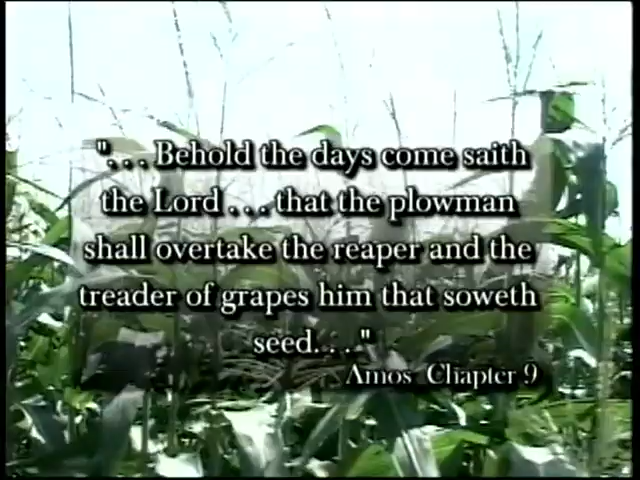 ". . . Behold the days come saith
the Lord . . . that the plowman
shall overtake the reaper and the
treader of grapes him that soweth
seed. . . ."
Amos Chapter 9